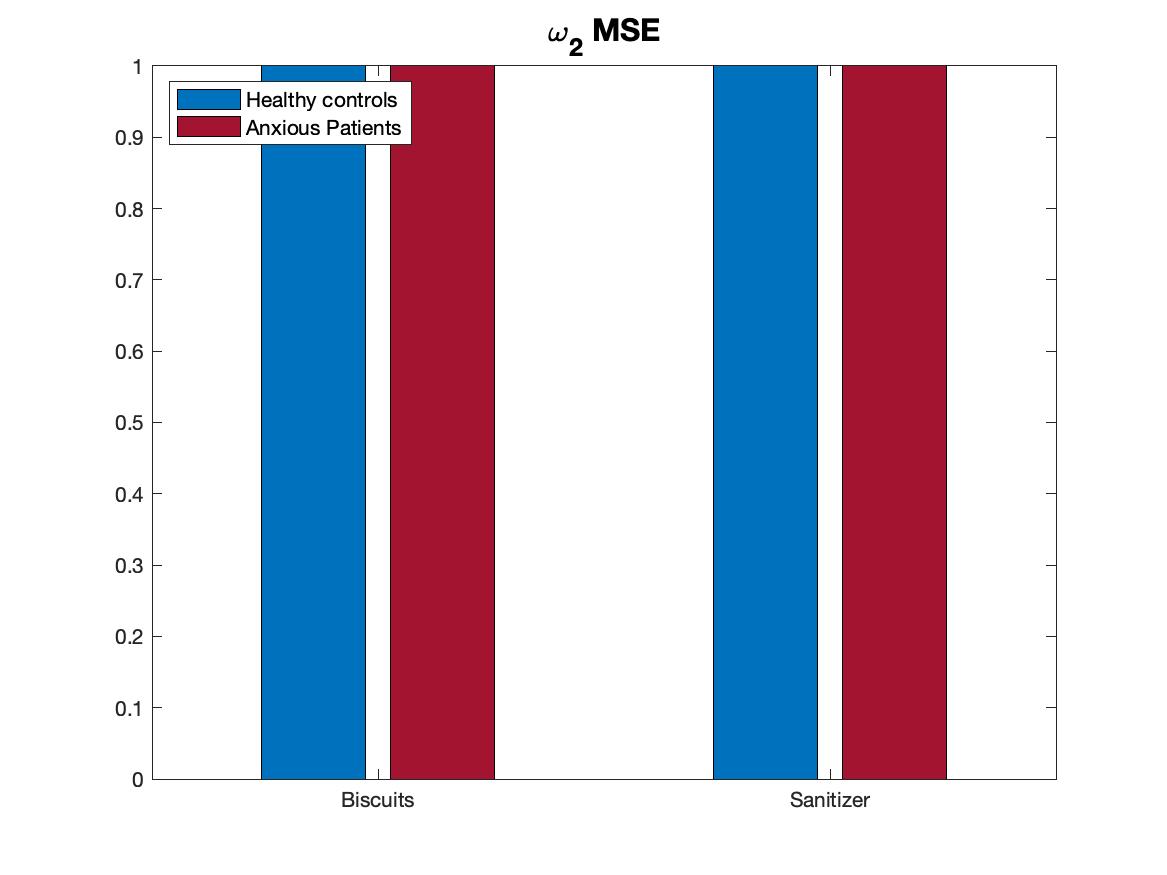 ω2 MSE
Healthy controls
Anxious Patients
1
0.9
0.8
0.7
0.6
0.5
0.4
0.3
0.2
0.1
0
Biscuits
Sanitizer